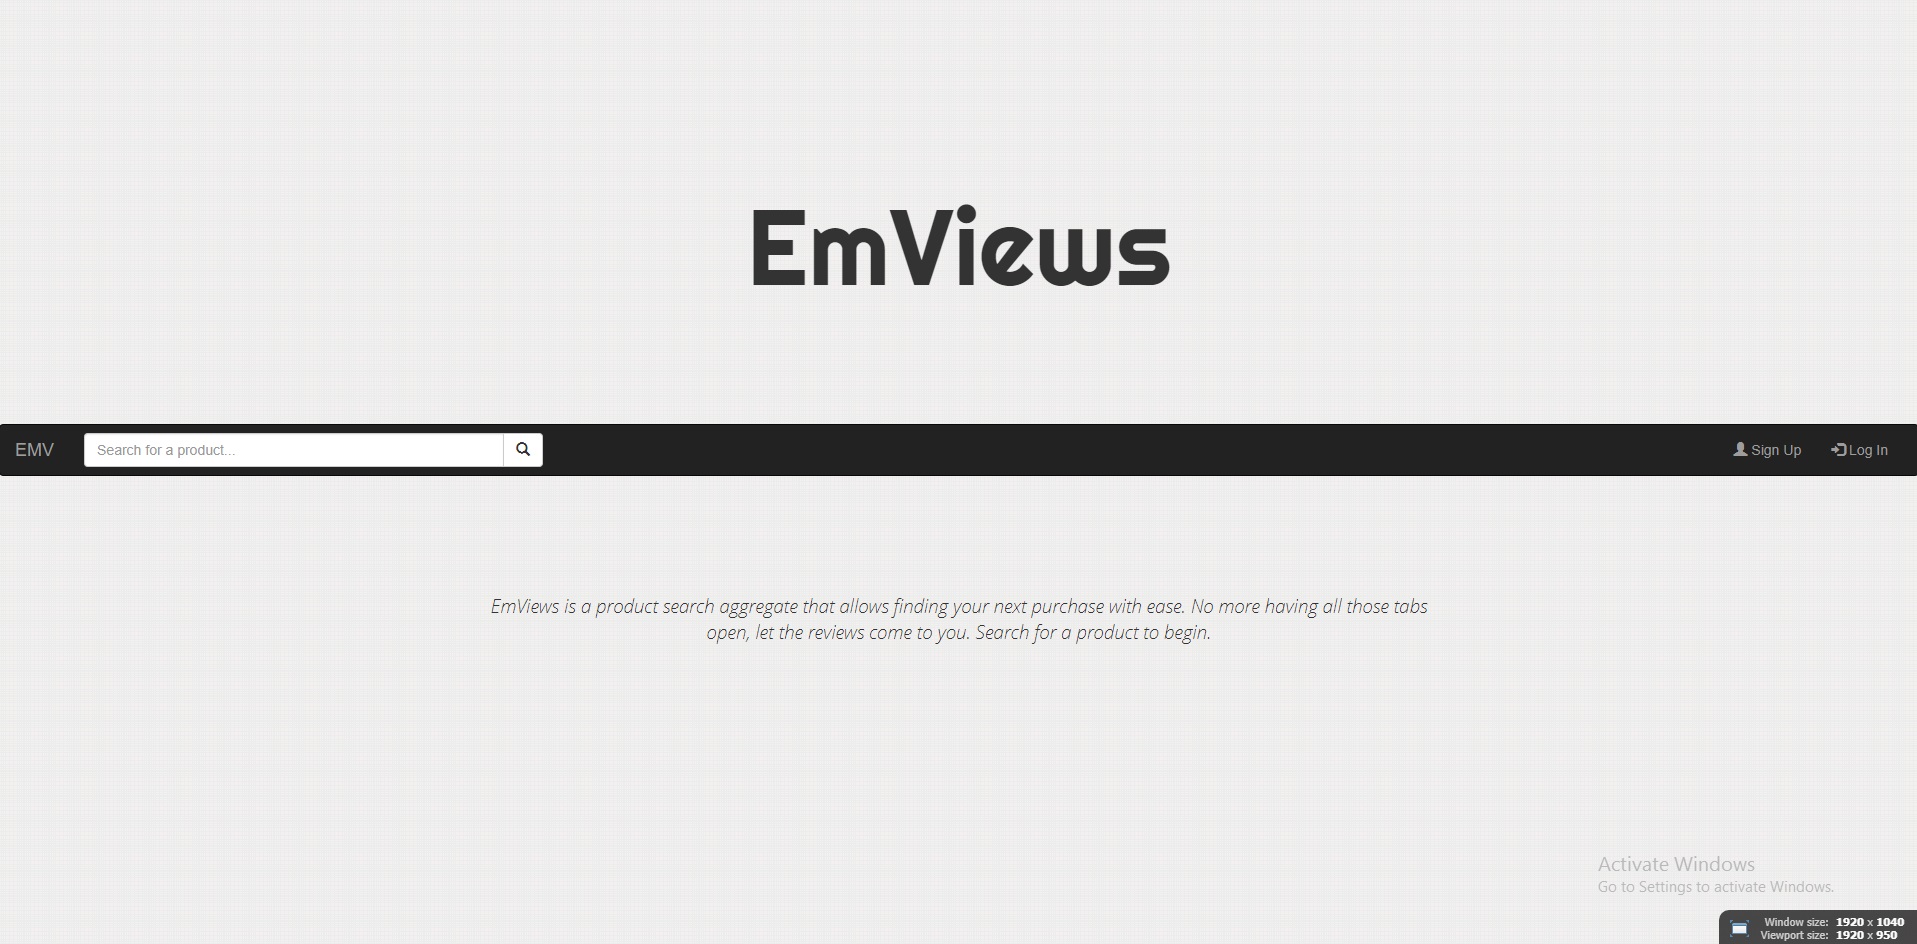 EmViews
EMV Search for a product... Sign Up Log In
EmViews is a product search aggregate that allows finding your next purchase with ease. No more having all those tabs
open, let the reviews come to you. Search for a product to begin.
Activate Windows
Go to Settings to activate Windows.
Window size: 1920 x 1040
Viewport size: 1920 x 950